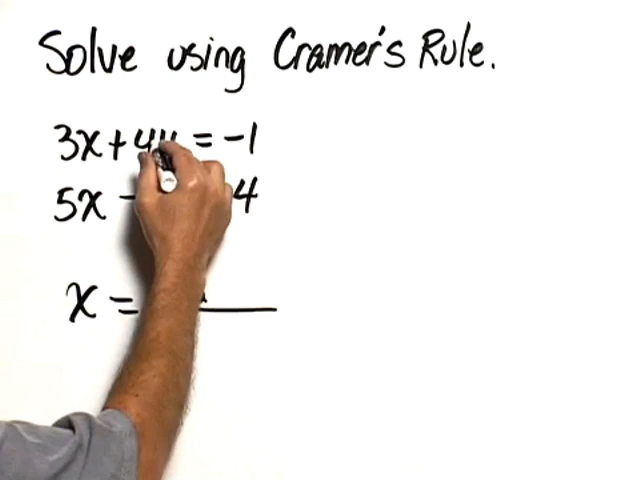 Solve using Cramer's Rule.
3x + 4y = -1
5x - 4
x =